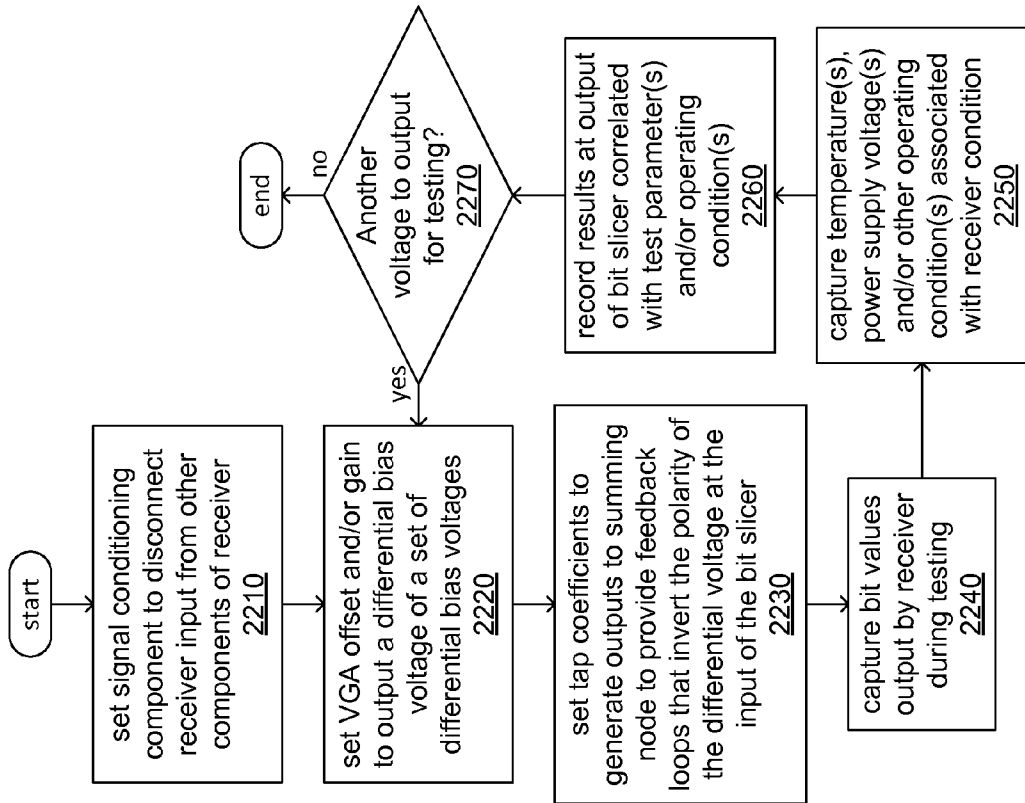 start
set signal conditioning
component to disconnect
receiver input from other
components of receiver
2210
set VGA offset and/or gain
to output a differential bias
voltage of a set of
differential bias voltages
2220
set tap coefficients to
generate outputs to summing
node to provide feedback
loops that invert the polarity of
the differential voltage at the
input of the bit slicer
2230
capture bit values
output by receiver
during testing
2240
capture temperature(s),
power supply voltage(s)
and/or other operating
condition(s) associated
with receiver condition
2250
record results at output
of bit slicer correlated
with test parameter(s)
and/or operating
condition(s)
2260
Another
voltage to output
for testing?
2270
yes
no
end